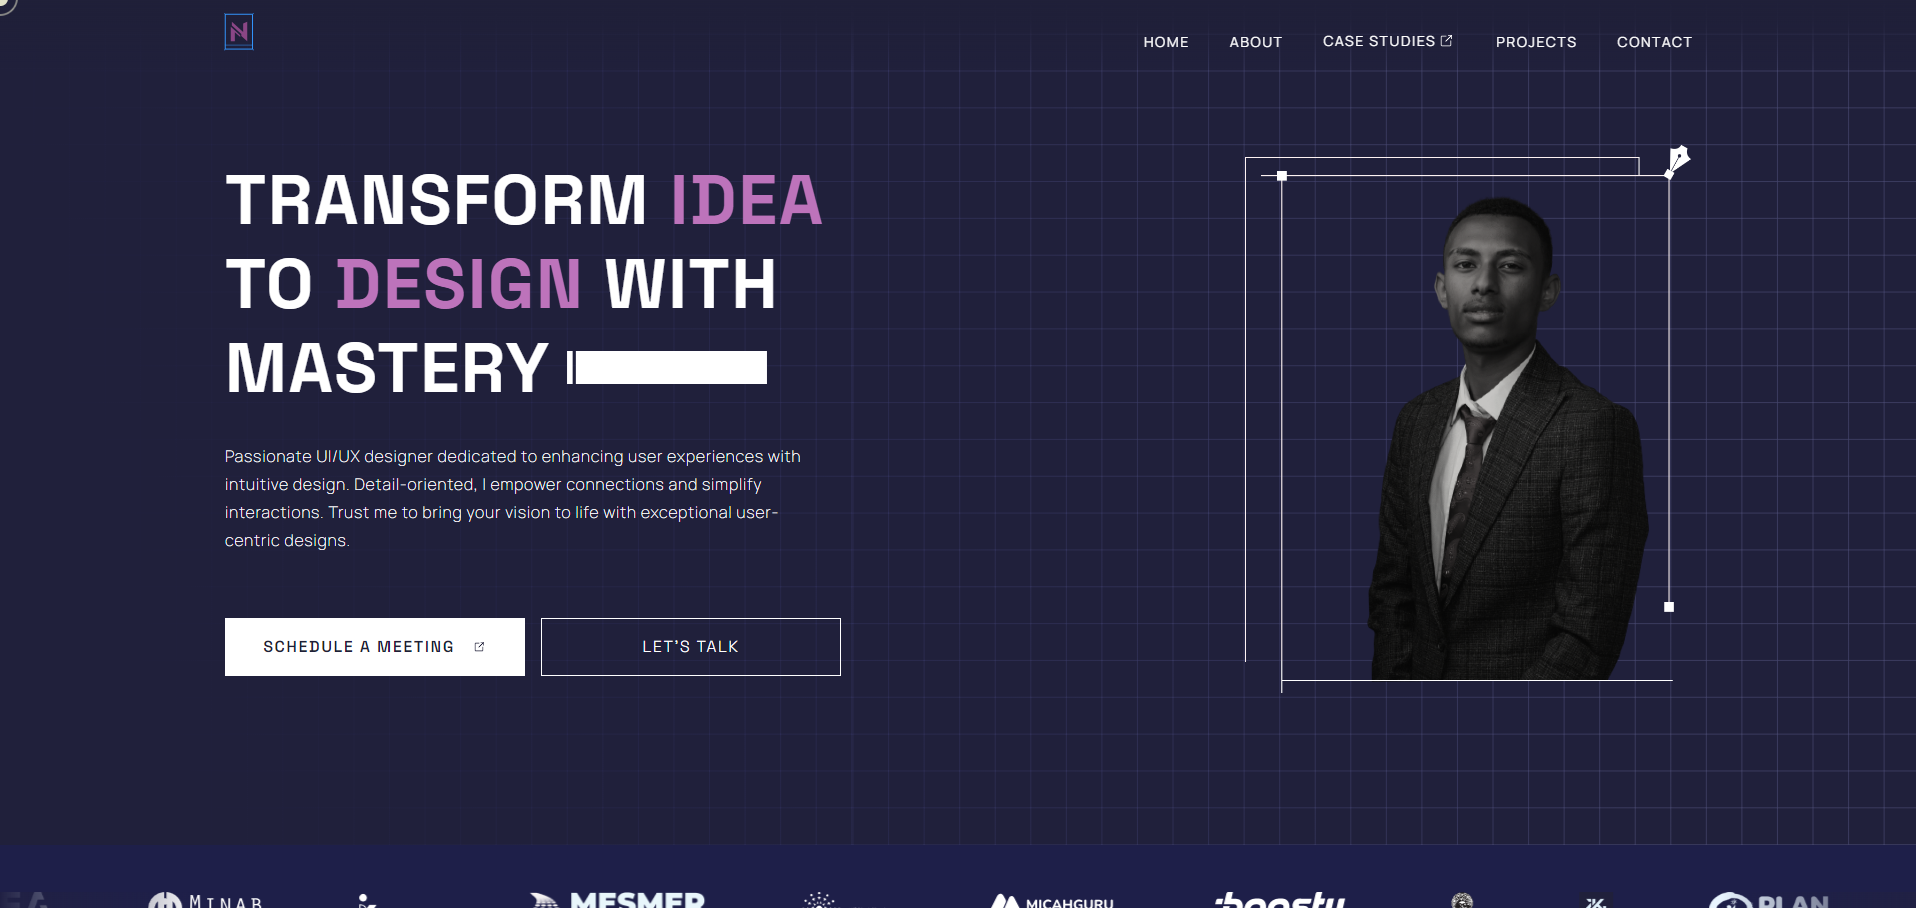 N
HOME ABOUT CASE STUDIES PROJECTS CONTACT
TRANSFORM IDEA
TO DESIGN WITH
MASTERY
Passionate UI/UX designer dedicated to enhancing user experiences with
intuitive design. Detail-oriented, I empower connections and simplify
interactions. Trust me to bring your vision to life with exceptional user-
centric designs.
SCHEDULE A MEETING LET'S TALK
MINAB MESMER MICAHGURU boostu PLAN